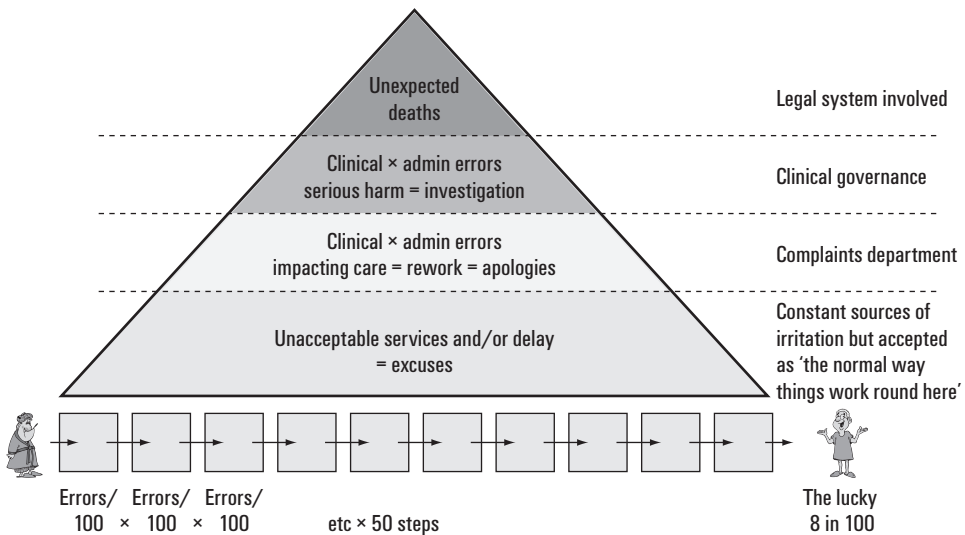 Unexpected
deaths
Legal system involved
Clinical × admin errors
serious harm = investigation
Clinical governance
Clinical × admin errors
impacting care = rework = apologies
Complaints department
Unacceptable services and/or delay
= excuses
Constant sources of
irritation but accepted
as ‘the normal way
things work round here’
Errors/ Errors/ Errors/
100 × 100 × 100
etc × 50 steps
The lucky
8 in 100